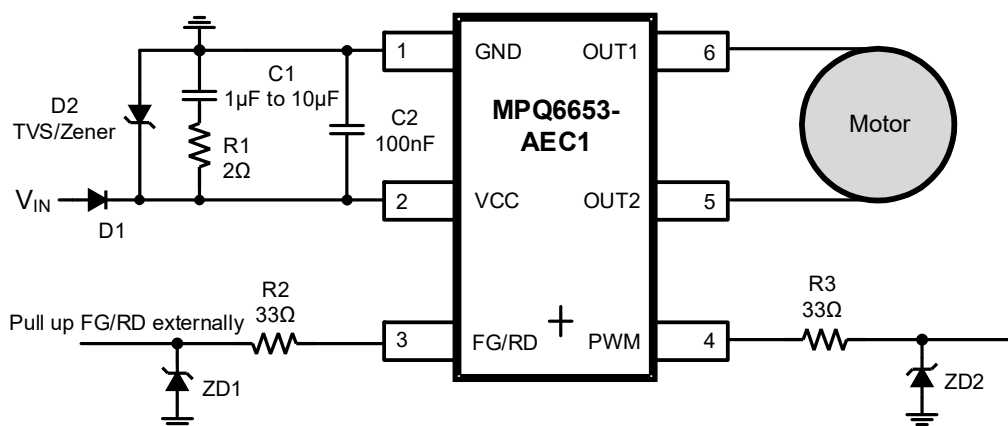 1
GND
OUT1
6
C1
1µF to 10µF
D2
TVS/Zener
C2
100nF
MPQ6653-
AEC1
Motor
R1
2Ω
VIN
D1
2
VCC
OUT2
5
R2
33Ω
R3
33Ω
Pull up FG/RD externally
3
FG/RD
PWM
4
ZD1
ZD2